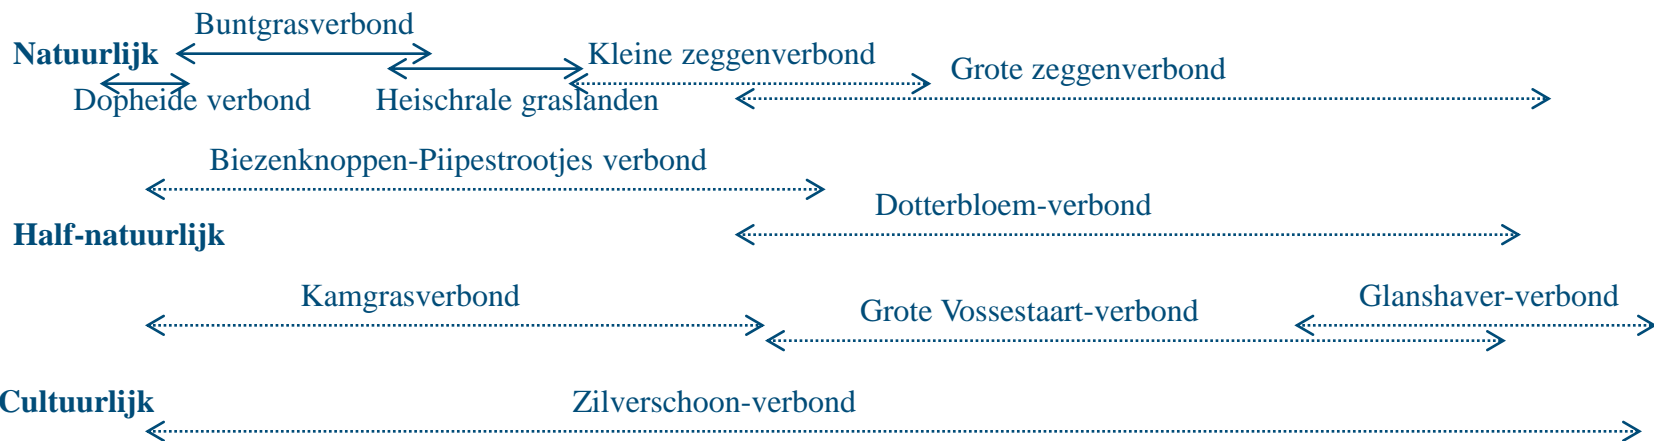 Buntgrasverbond
Natuurlijk
Kleine zeggenverbond
Grote zeggenverbond
Dopheide verbond
Heischrale graslanden
Biezenknoppen-Piipestrootjes verbond
Dotterbloem-verbond
Half-natuurlijk
Kamgrasverbond
Grote Vossestaart-verbond
Glanshaver-verbond
Cultuurlijk
Zilverschoon-verbond